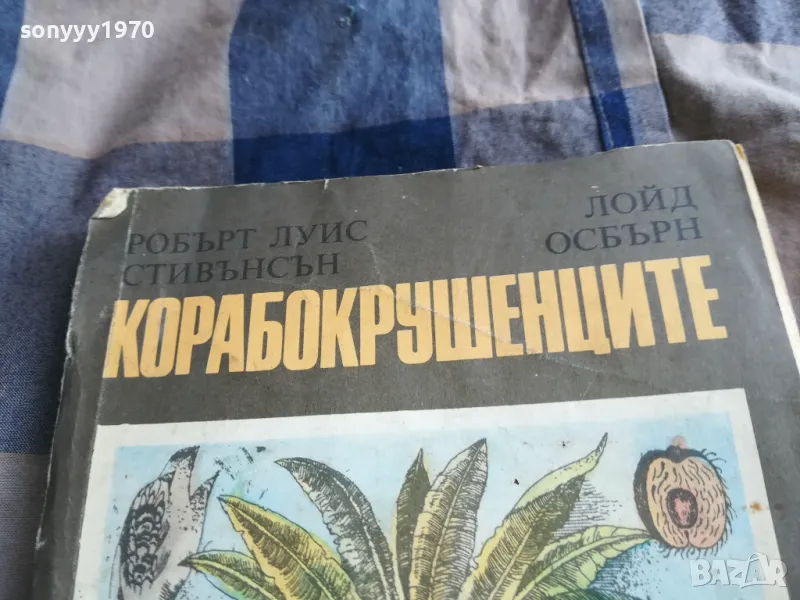 sonyyy1970
РОБЪРТ ЛУИС
СТИВЪНСЪН
ЛОЙД
ОСБЪРН
КОРАБОКРУШЕНЦИТЕ
BAZAR